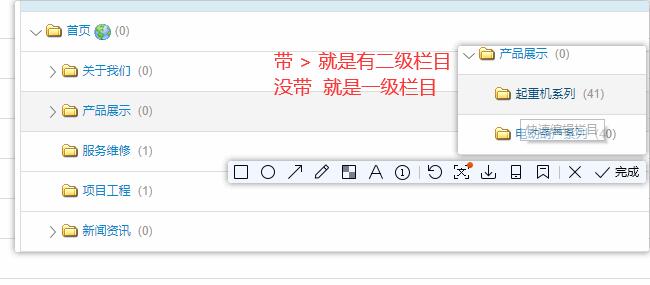 首页 (0)
带 > 就是有二级栏目
没带 就是一级栏目
产品展示 (0)
起重机系列 (41)
快速编辑栏目
40)
关于我们 (0)
产品展示 (0)
服务维修 (1)
项目工程 (1)
新闻资讯 (0)
完成